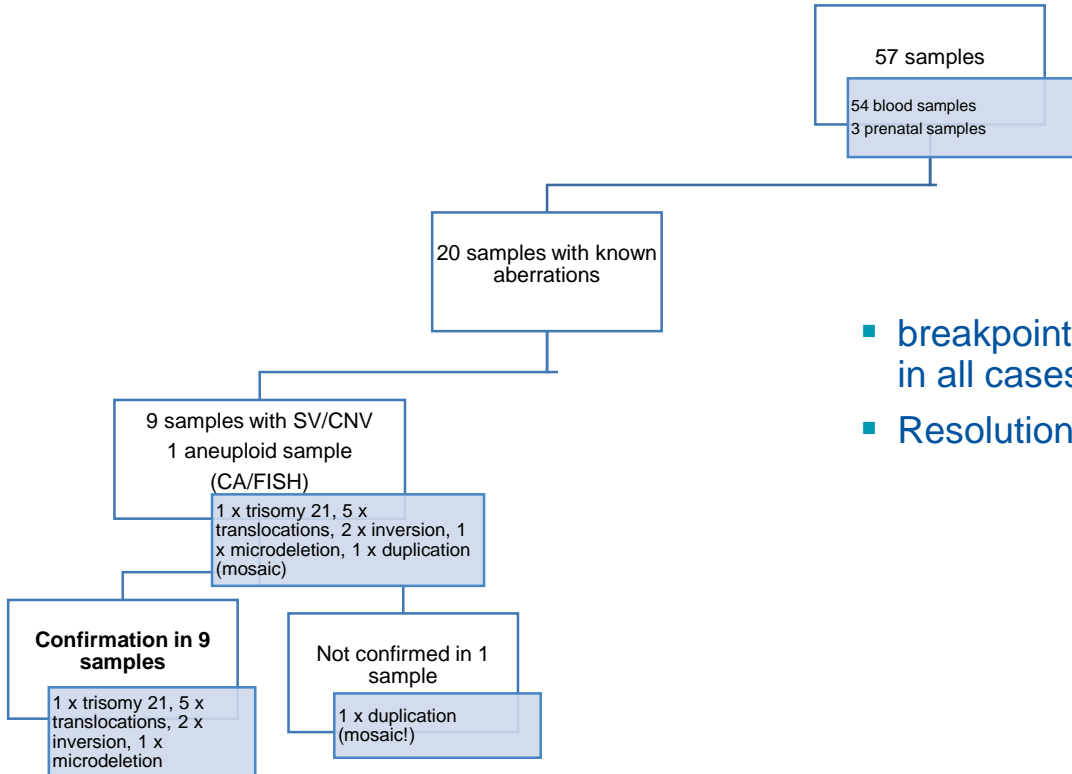 57 samples
54 blood samples
3 prenatal samples
20 samples with known
aberrations
▪ breakpoint
in all cases
▪ Resolution
9 samples with SV/CNV
1 aneuploid sample
(CA/FISH)
1 x trisomy 21, 5 x
translocations, 2 x inversion, 1
x microdeletion, 1 x duplication
(mosaic)
Confirmation in 9
samples
1 x trisomy 21, 5 x
translocations, 2 x
inversion, 1 x
microdeletion
Not confirmed in 1
sample
1 x duplication
(mosaic!)